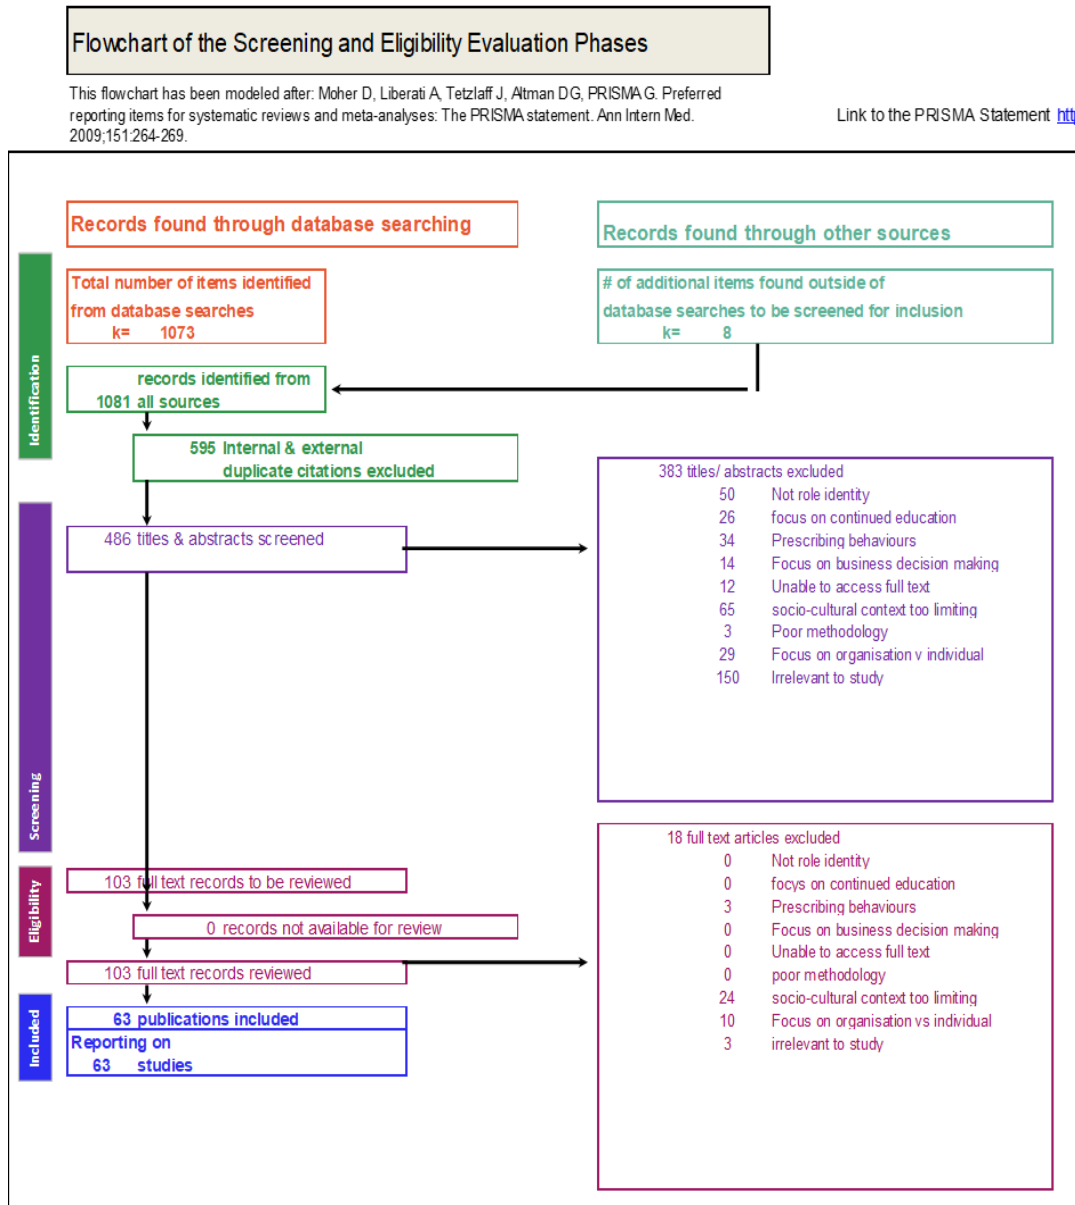 Flowchart of the Screening and Eligibility Evaluation Phases
This flowchart has been modeled after: Moher D, Liberati A, Tetzlaff J, Altman DG, PRISMA G. Preferred
reporting items for systematic reviews and meta-analyses: The PRISMA statement. Ann Intern Med.
2009;151:264-269.
Link to the PRISMA Statement htt
Records found through database searching
Records found through other sources
Identification
Total number of items identified
from database searches
k= 1073
# of additional items found outside of
database searches to be screened for inclusion
k= 8
records identified from
1081 all sources
595 Internal & external
duplicate citations excluded
Screening
486 titles & abstracts screened
383 titles/ abstracts excluded
50 Not role identity
26 focus on continued education
34 Prescribing behaviours
14 Focus on business decision making
12 Unable to access full text
65 socio-cultural context too limiting
3 Poor methodology
29 Focus on organisation v individual
150 Irrelevant to study
Eligibility
103 full text records to be reviewed
0 records not available for review
103 full text records reviewed
18 full text articles excluded
0 Not role identity
0 focys on continued education
3 Prescribing behaviours
0 Focus on business decision making
0 Unable to access full text
0 poor methodology
24 socio-cultural context too limiting
10 Focus on organisation vs individual
3 irrelevant to study
Included
63 publications included
Reporting on
63 studies